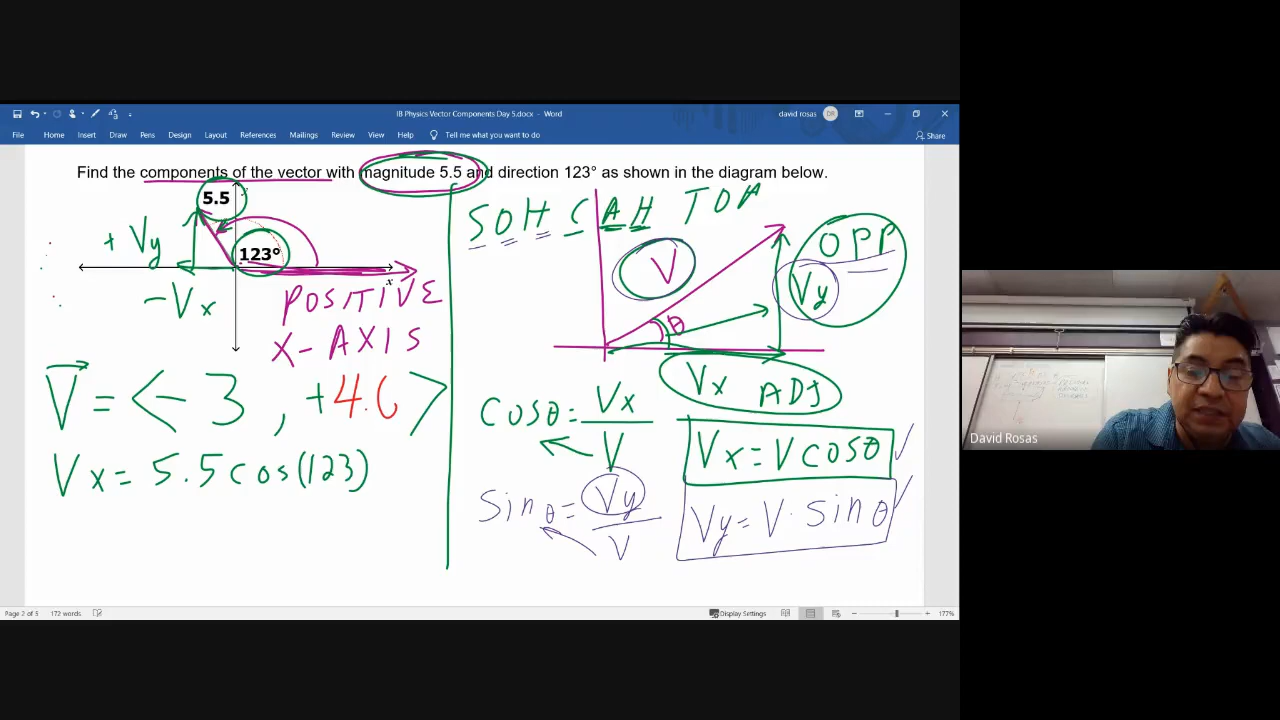 IB Physics Vector Components Day 5.docx - Word
david rosas
DR
File Home Insert Draw Pens Design Layout References Mailings Review View Help Tell me what you want to do
Share
Find the components of the vector with magnitude 5.5 and direction 123° as shown in the diagram below.
5.5
+ Vy
123°
x
- Vx
POSITIVE
X-AXIS
V = < - 3 , +4.6 >
Vx = 5.5 cos(123)
SOH CAH TOA
V
θ
OPP
Vy
Vx ADJ
cosθ = Vx / V
Vx = V cosθ
Sinθ = Vy / V
Vy = V · Sinθ
David Rosas
Page 2 of 5 172 words
Display Settings
177%